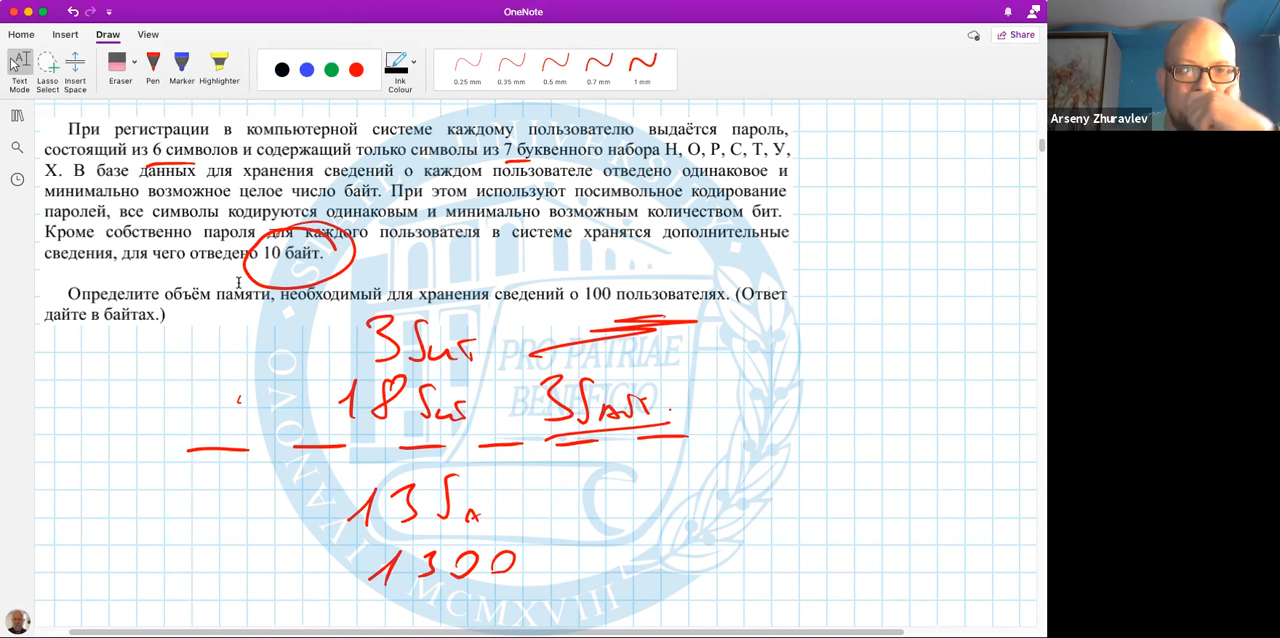 OneNote
Home Insert Draw View
Share
Text Mode
Lasso Select
Insert Space
Eraser
Pen
Marker
Highlighter
Ink Colour
0.25 mm
0.35 mm
0.5 mm
0.7 mm
1 mm
Arseny Zhuravlev
При регистрации в компьютерной системе каждому пользователю выдаётся пароль,
состоящий из 6 символов и содержащий только символы из 7 буквенного набора Н, О, Р, С, Т, У,
Х. В базе данных для хранения сведений о каждом пользователе отведено одинаковое и
минимально возможное целое число байт. При этом используют посимвольное кодирование
паролей, все символы кодируются одинаковым и минимально возможным количеством бит.
Кроме собственно пароля для каждого пользователя в системе хранятся дополнительные
сведения, для чего отведено 10 байт.
Определите объём памяти, необходимый для хранения сведений о 100 пользователях. (Ответ
дайте в байтах.)
3 бит
18 бит 3 байт.
13 ба
1300
PRO PATRIAE
BENEFICIO
IVANOVO
UNIVERSITY
MCMXVIII